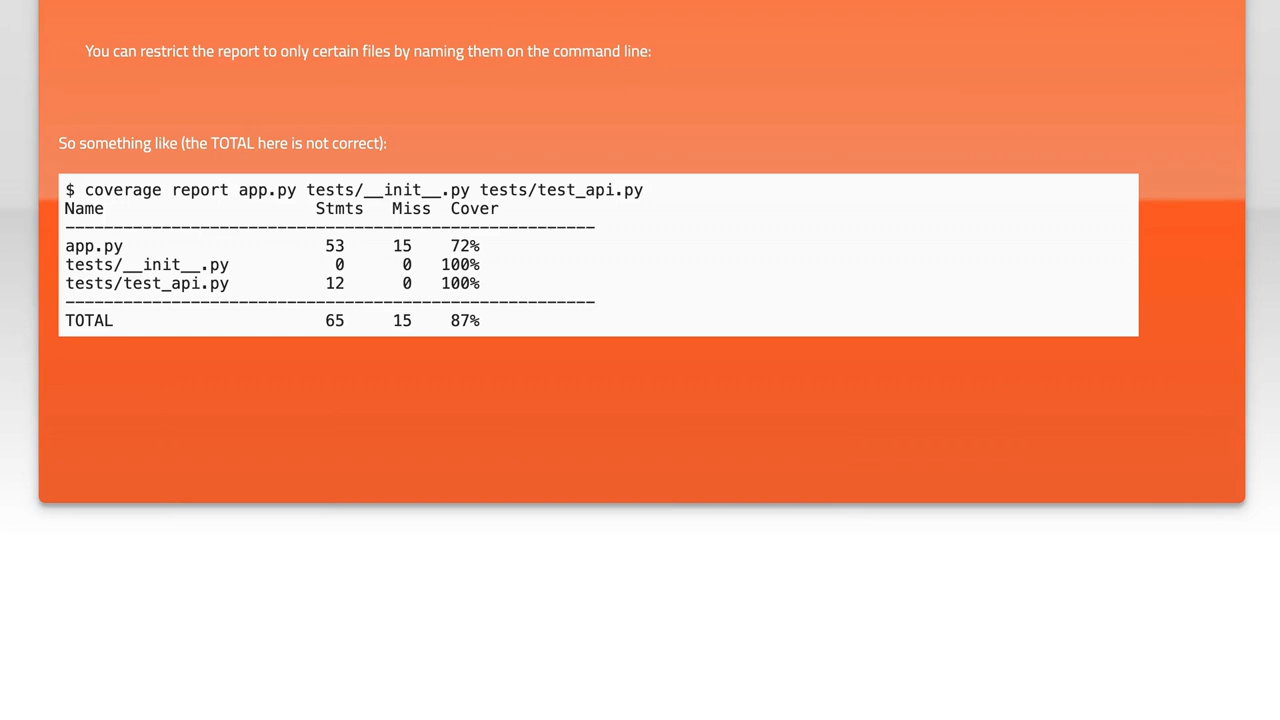 You can restrict the report to only certain files by naming them on the command line:
So something like (the TOTAL here is not correct):
$ coverage report app.py tests/__init__.py tests/test_api.py
Name                      Stmts   Miss  Cover
-------------------------------------------------------
app.py                     53     15    72%
tests/__init__.py           0      0   100%
tests/test_api.py          12      0   100%
-------------------------------------------------------
TOTAL                      65     15    87%